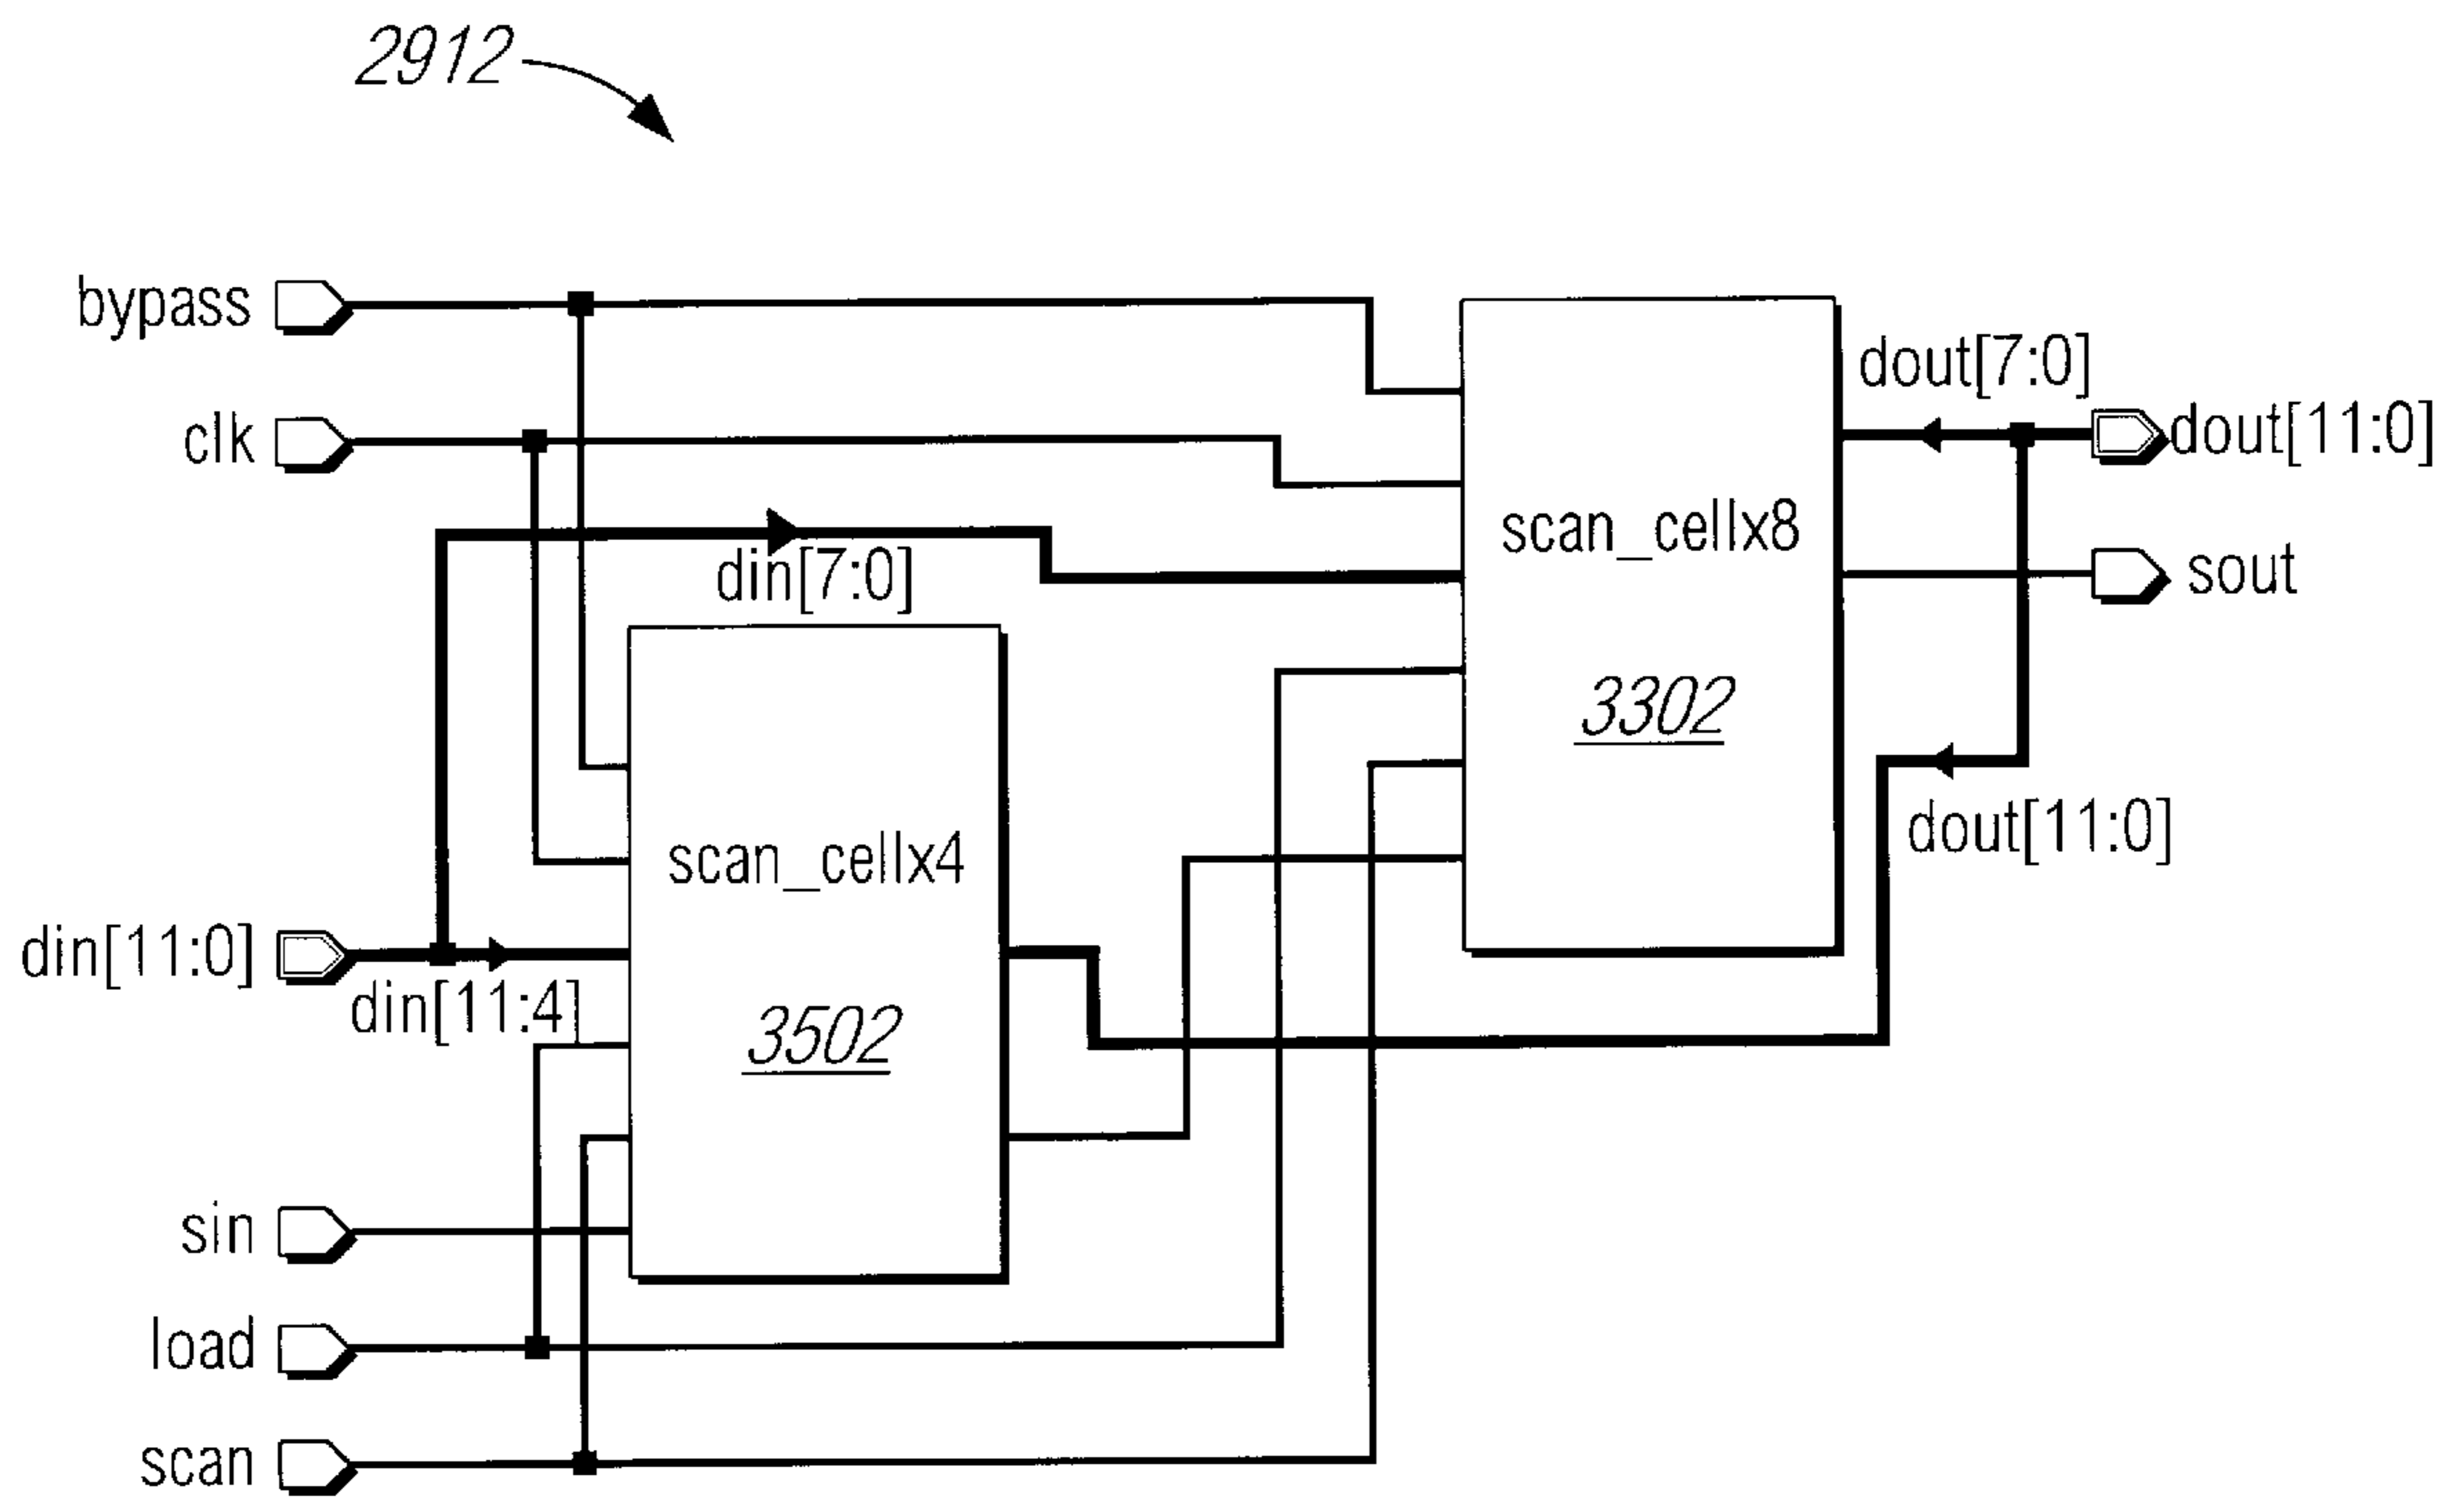 2912
bypass
clk
din[7:0]
scan_cellx8
3302
dout[7:0]
dout[11:0]
sout
scan_cellx4
3502
din[11:0]
din[11:4]
dout[11:0]
sin
load
scan